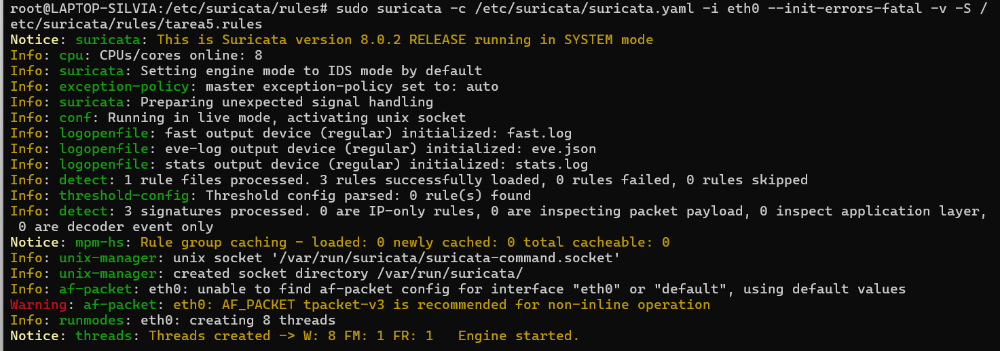 root@LAPTOP-SILVIA:/etc/suricata/rules# sudo suricata -c /etc/suricata/suricata.yaml -i eth0 --init-errors-fatal -v -S /
etc/suricata/rules/tarea5.rules
Notice: suricata: This is Suricata version 8.0.2 RELEASE running in SYSTEM mode
Info: cpu: CPUs/cores online: 8
Info: suricata: Setting engine mode to IDS mode by default
Info: exception-policy: master exception-policy set to: auto
Info: suricata: Preparing unexpected signal handling
Info: conf: Running in live mode, activating unix socket
Info: logopenfile: fast output device (regular) initialized: fast.log
Info: logopenfile: eve-log output device (regular) initialized: eve.json
Info: logopenfile: stats output device (regular) initialized: stats.log
Info: detect: 1 rule files processed. 3 rules successfully loaded, 0 rules failed, 0 rules skipped
Info: threshold-config: Threshold config parsed: 0 rule(s) found
Info: detect: 3 signatures processed. 0 are IP-only rules, 0 are inspecting packet payload, 0 inspect application layer,
 0 are decoder event only
Notice: mpm-hs: Rule group caching - loaded: 0 newly cached: 0 total cacheable: 0
Info: unix-manager: unix socket '/var/run/suricata/suricata-command.socket'
Info: unix-manager: created socket directory /var/run/suricata/
Info: af-packet: eth0: unable to find af-packet config for interface "eth0" or "default", using default values
Warning: af-packet: eth0: AF_PACKET tpacket-v3 is recommended for non-inline operation
Info: runmodes: eth0: creating 8 threads
Notice: threads: Threads created -> W: 8 FM: 1 FR: 1   Engine started.